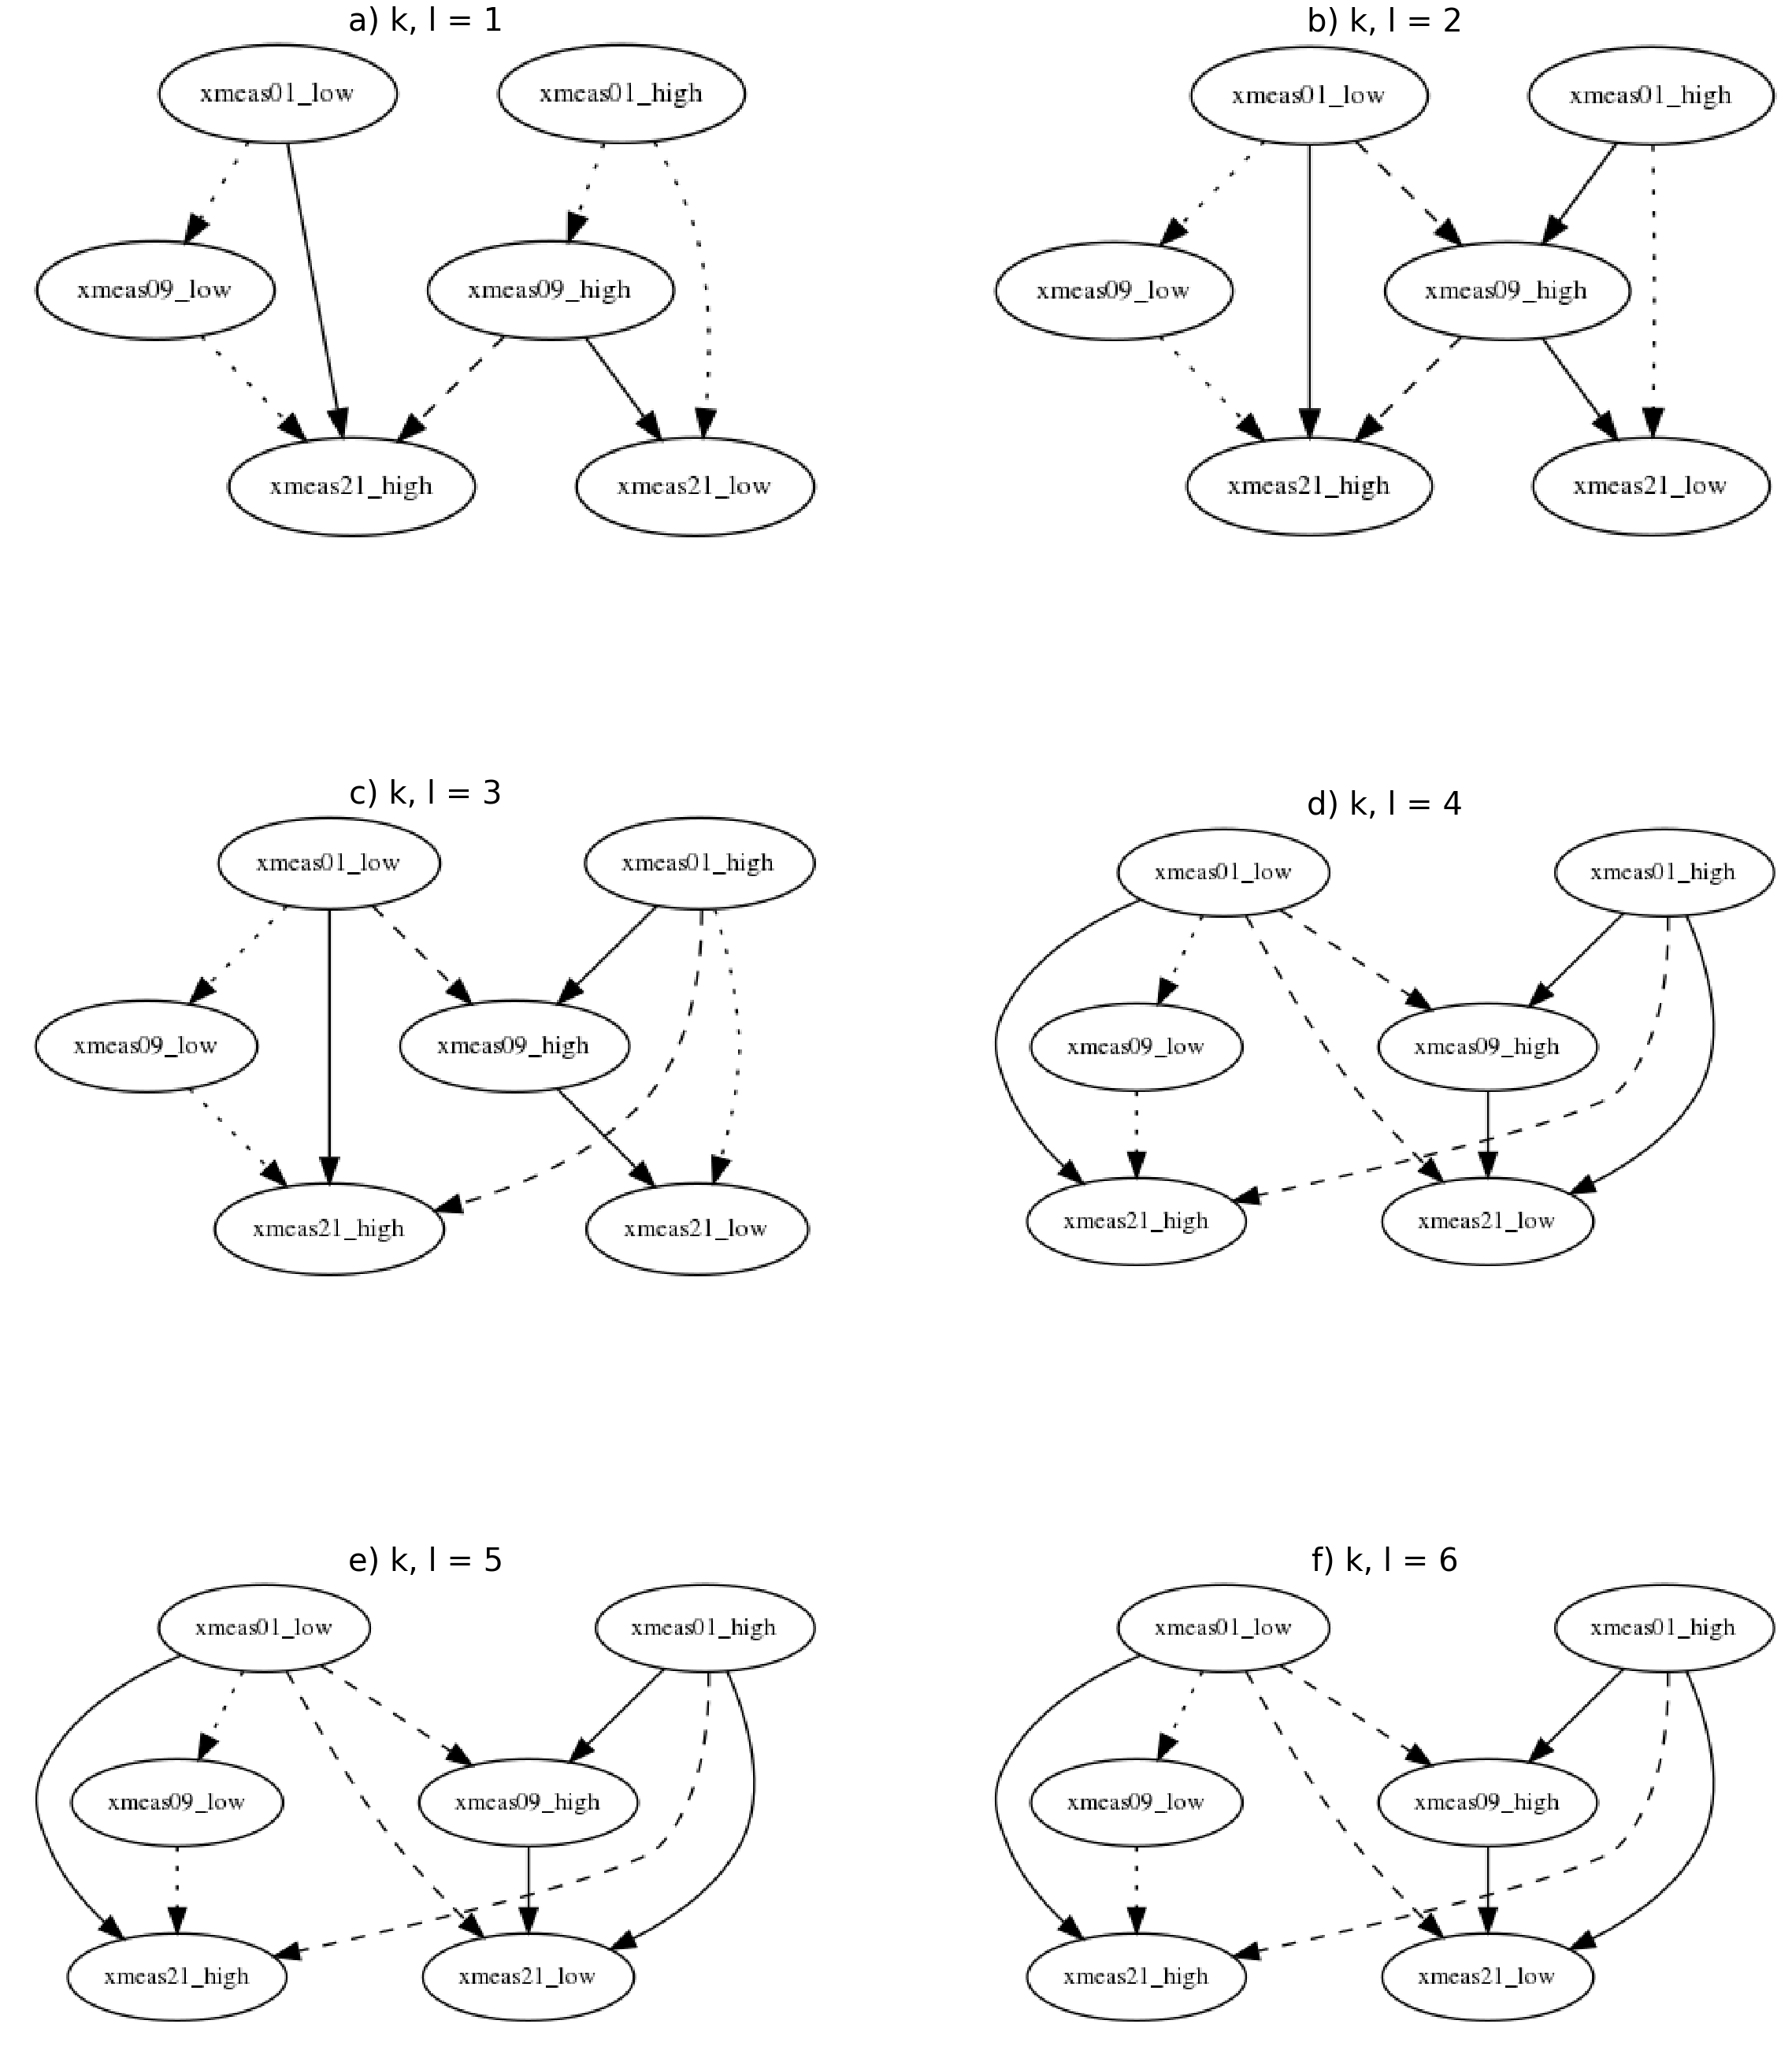 a) k, l = 1
xmeas01_low
xmeas01_high
xmeas09_low
xmeas09_high
xmeas21_high
xmeas21_low
b) k, l = 2
xmeas01_low
xmeas01_high
xmeas09_low
xmeas09_high
xmeas21_high
xmeas21_low
c) k, l = 3
xmeas01_low
xmeas01_high
xmeas09_low
xmeas09_high
xmeas21_high
xmeas21_low
d) k, l = 4
xmeas01_low
xmeas01_high
xmeas09_low
xmeas09_high
xmeas21_high
xmeas21_low
e) k, l = 5
xmeas01_low
xmeas01_high
xmeas09_low
xmeas09_high
xmeas21_high
xmeas21_low
f) k, l = 6
xmeas01_low
xmeas01_high
xmeas09_low
xmeas09_high
xmeas21_high
xmeas21_low